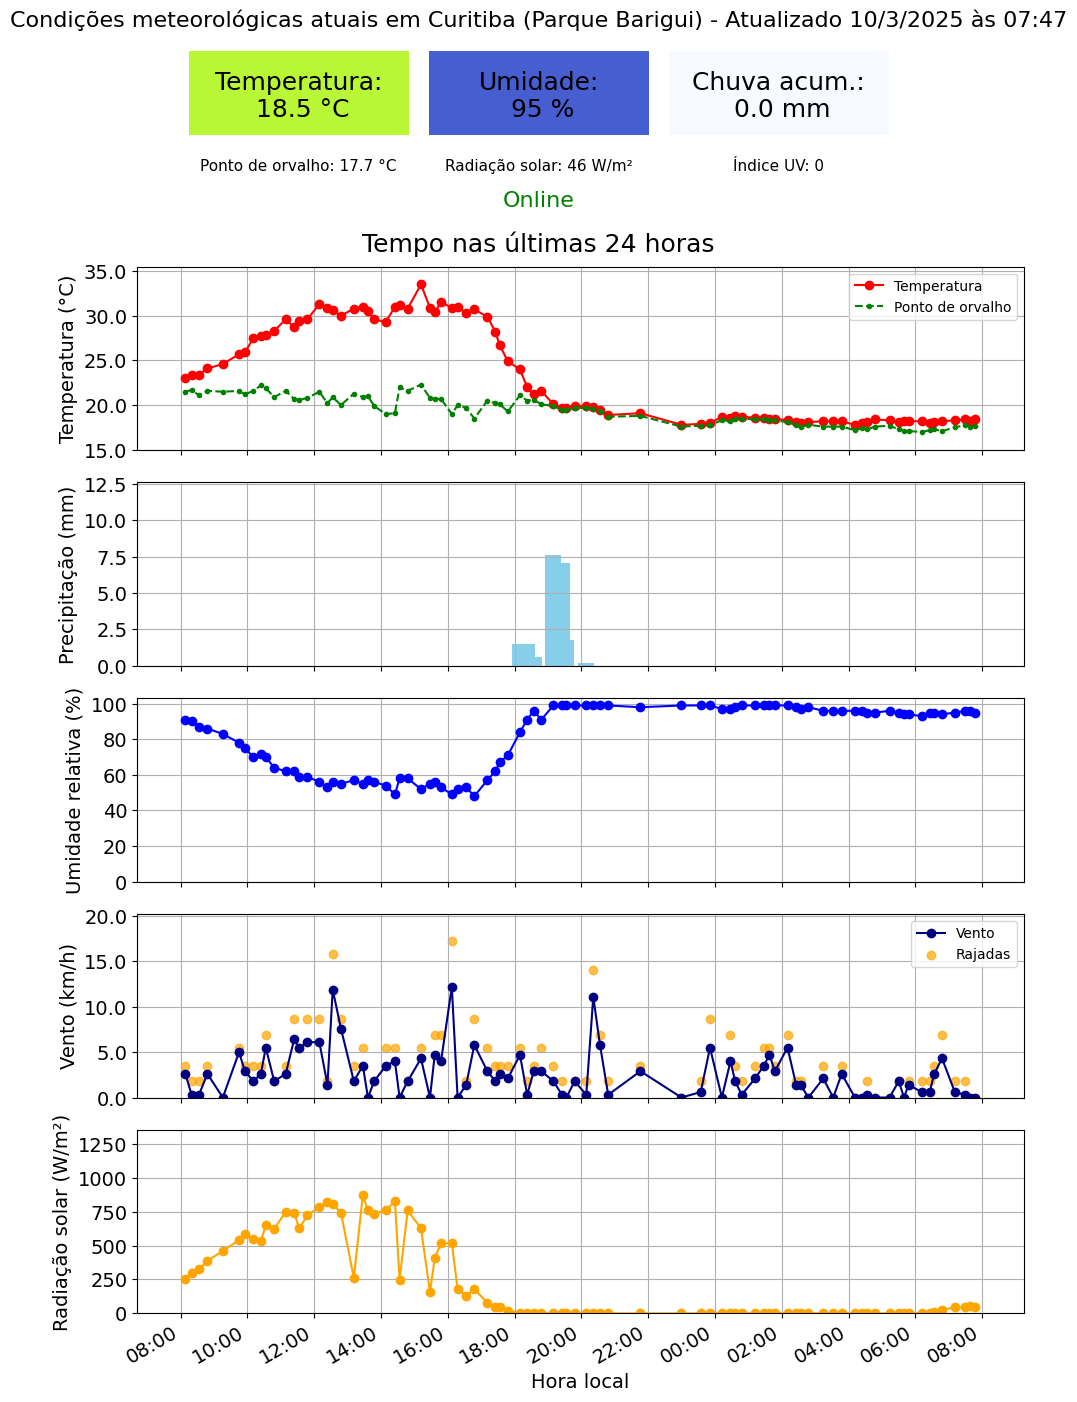 Condições meteorológicas atuais em Curitiba (Parque Barigui) - Atualizado 10/3/2025 às 07:47
Temperatura:
18.5 °C
Umidade:
95 %
Chuva acum.:
0.0 mm
Ponto de orvalho: 17.7 °C
Radiação solar: 46 W/m²
Índice UV: 0
Online
Tempo nas últimas 24 horas
Temperatura (°C)
35.0
30.0
25.0
20.0
15.0
Temperatura
Ponto de orvalho
Precipitação (mm)
12.5
10.0
7.5
5.0
2.5
0.0
Umidade relativa (%)
100
80
60
40
20
0
Vento (km/h)
20.0
15.0
10.0
5.0
0.0
Vento
Rajadas
Radiação solar (W/m²)
1250
1000
750
500
250
0
08:00 10:00 12:00 14:00 16:00 18:00 20:00 22:00 00:00 02:00 04:00 06:00 08:00
Hora local